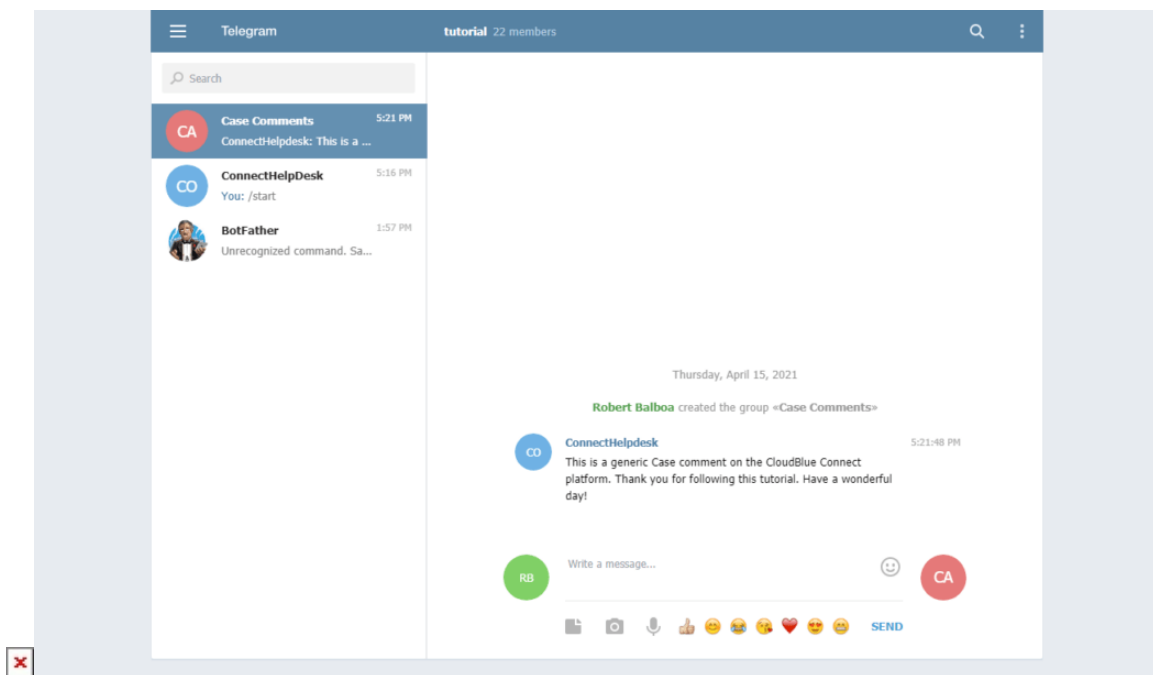 Telegram
tutorial 22 members
Search
CA
Case Comments 5:21 PM
ConnectHelpdesk: This is a ...
CO
ConnectHelpDesk 5:16 PM
You: /start
BotFather 1:57 PM
Unrecognized command. Sa...
Thursday, April 15, 2021
Robert Balboa created the group «Case Comments»
CO
ConnectHelpdesk 5:21:48 PM
This is a generic Case comment on the CloudBlue Connect
platform. Thank you for following this tutorial. Have a wonderful
day!
RB
Write a message...
CA
SEND